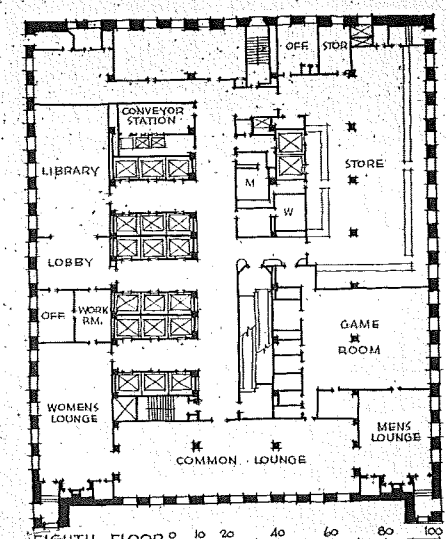 OFF. STOR
CONVEYOR
STATION
LIBRARY
STORE
M
W
LOBBY
OFF
WORK
RM.
GAME
ROOM
WOMENS
LOUNGE
MENS
LOUNGE
COMMON LOUNGE
EIGHTH FLOOR 0 10 20 40 60 80 100